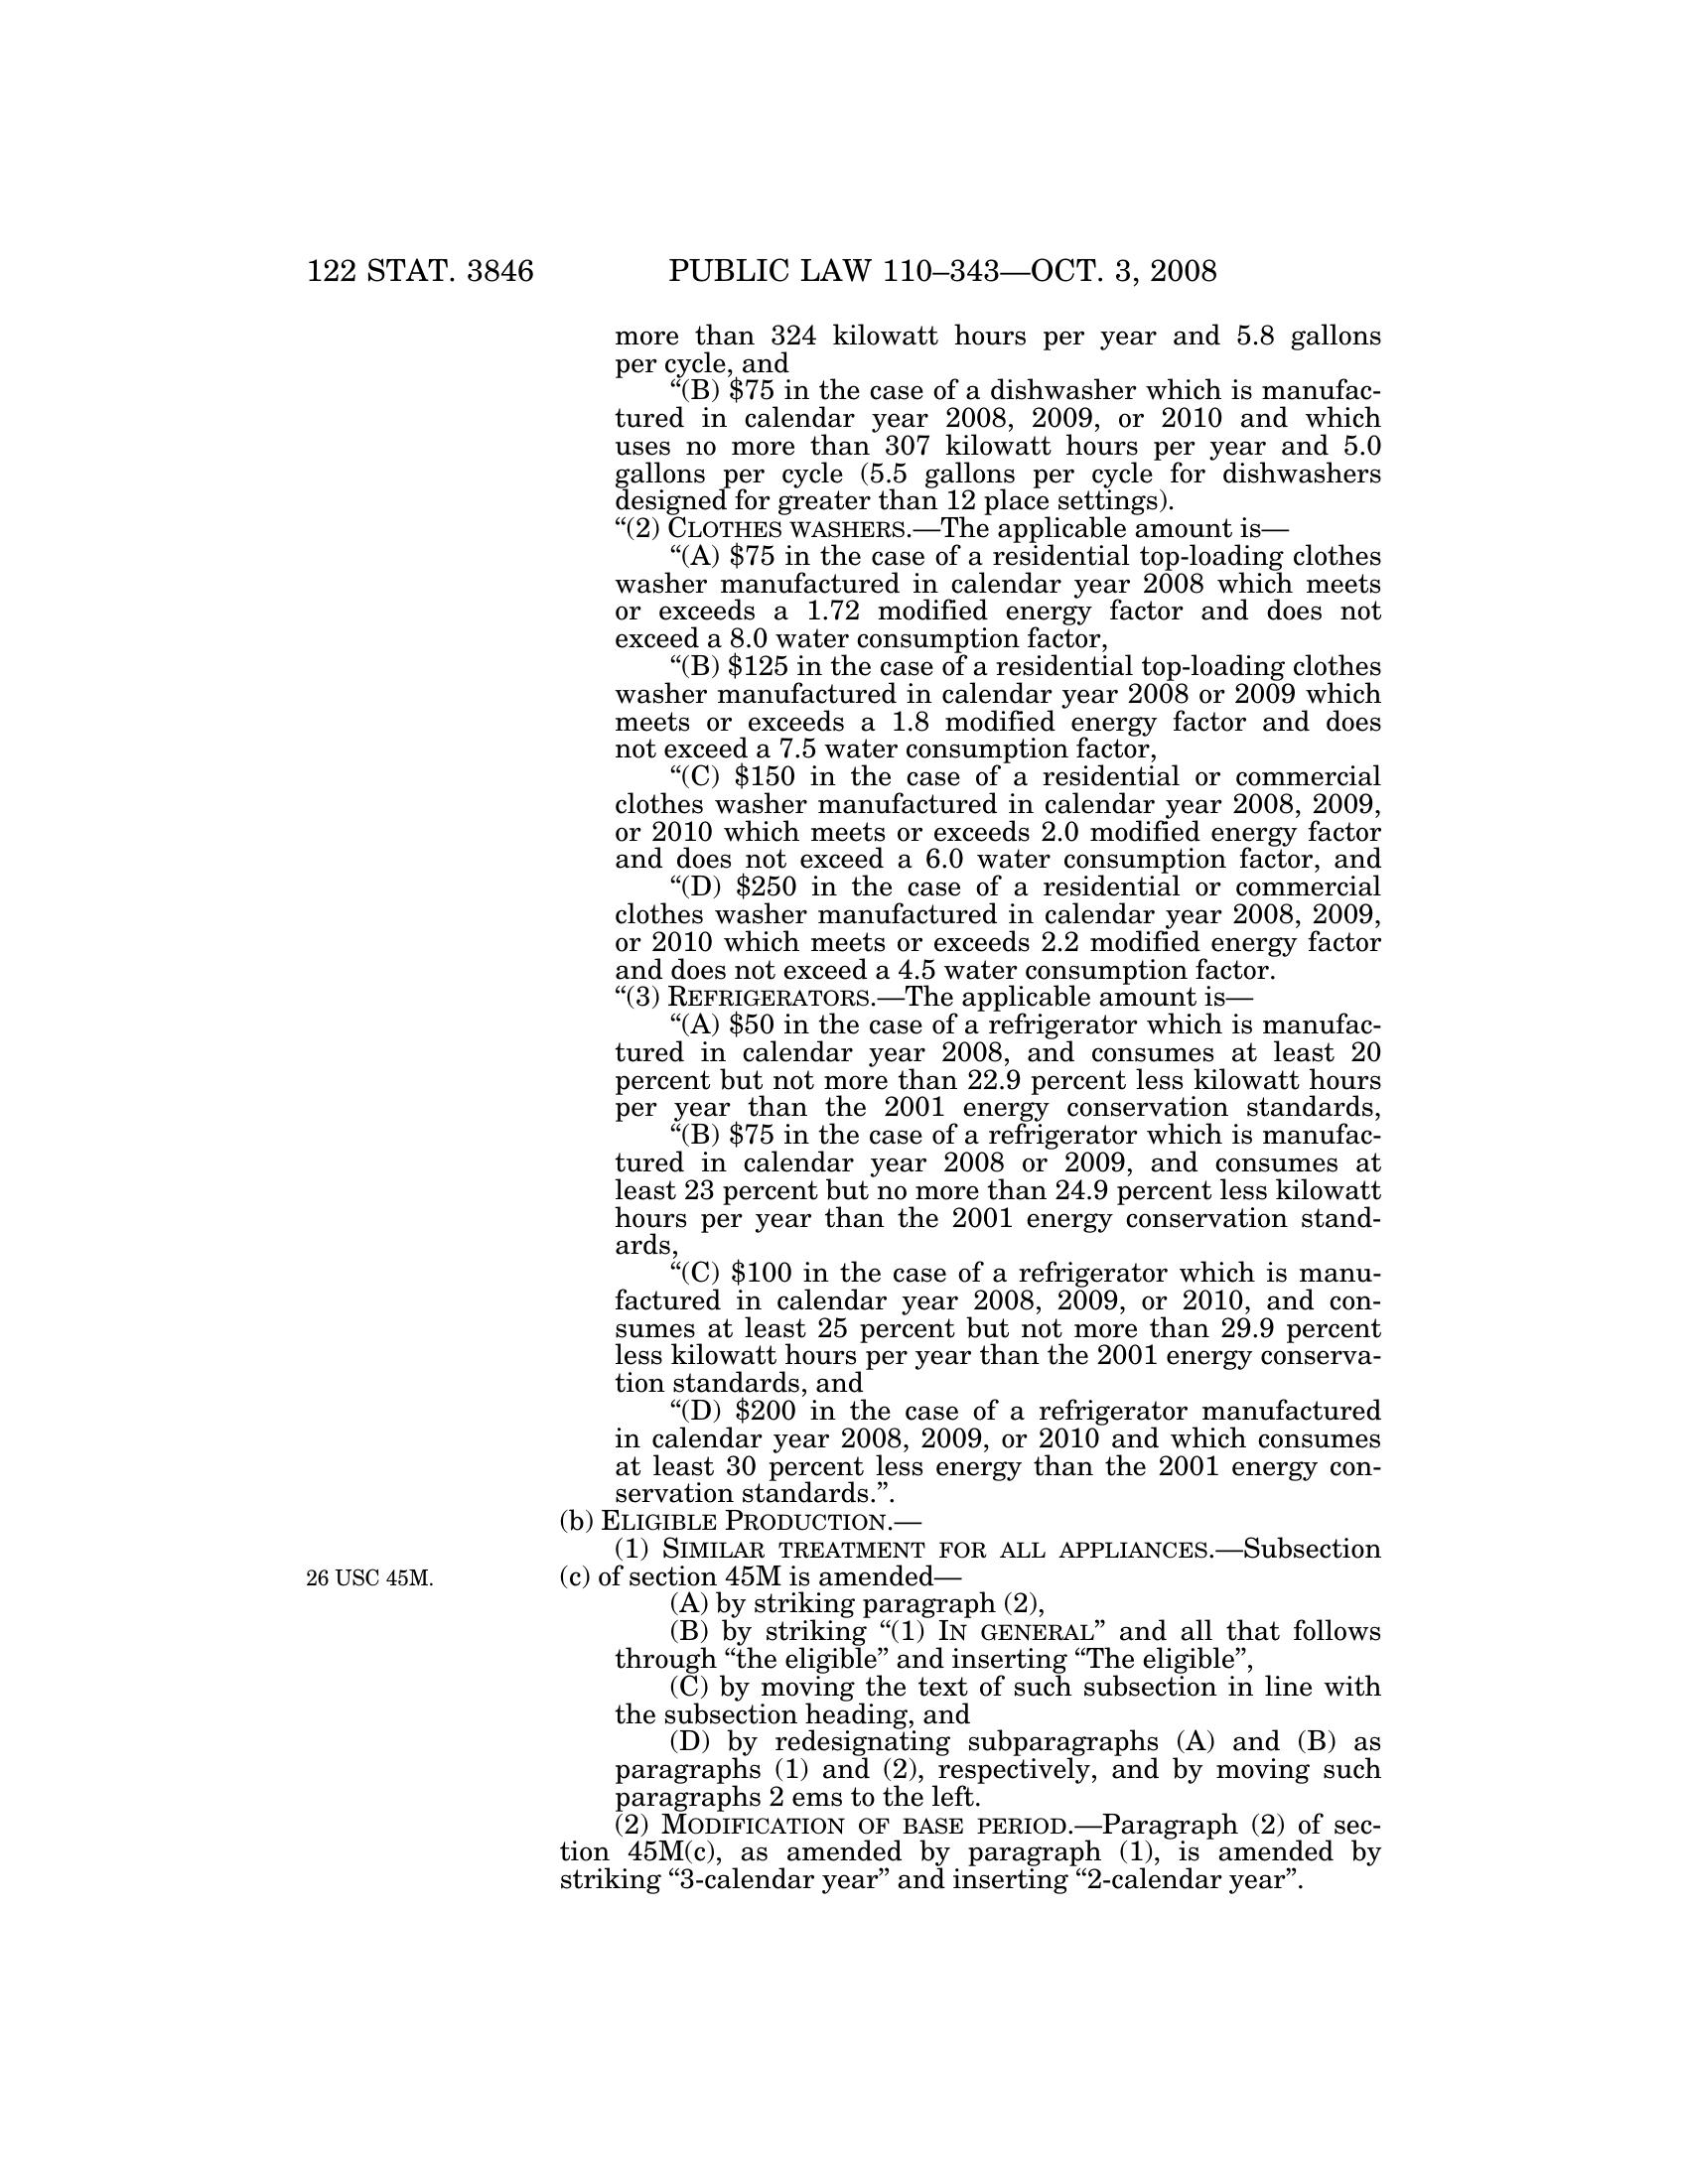 122 STAT. 3846 PUBLIC LAW 110–343—OCT. 3, 2008
more than 324 kilowatt hours per year and 5.8 gallons
per cycle, and
“(B) $75 in the case of a dishwasher which is manufac-
tured in calendar year 2008, 2009, or 2010 and which
uses no more than 307 kilowatt hours per year and 5.0
gallons per cycle (5.5 gallons per cycle for dishwashers
designed for greater than 12 place settings).
“(2) CLOTHES WASHERS.—The applicable amount is—
“(A) $75 in the case of a residential top-loading clothes
washer manufactured in calendar year 2008 which meets
or exceeds a 1.72 modified energy factor and does not
exceed a 8.0 water consumption factor,
“(B) $125 in the case of a residential top-loading clothes
washer manufactured in calendar year 2008 or 2009 which
meets or exceeds a 1.8 modified energy factor and does
not exceed a 7.5 water consumption factor,
“(C) $150 in the case of a residential or commercial
clothes washer manufactured in calendar year 2008, 2009,
or 2010 which meets or exceeds 2.0 modified energy factor
and does not exceed a 6.0 water consumption factor, and
“(D) $250 in the case of a residential or commercial
clothes washer manufactured in calendar year 2008, 2009,
or 2010 which meets or exceeds 2.2 modified energy factor
and does not exceed a 4.5 water consumption factor.
“(3) REFRIGERATORS.—The applicable amount is—
“(A) $50 in the case of a refrigerator which is manufac-
tured in calendar year 2008, and consumes at least 20
percent but not more than 22.9 percent less kilowatt hours
per year than the 2001 energy conservation standards,
“(B) $75 in the case of a refrigerator which is manufac-
tured in calendar year 2008 or 2009, and consumes at
least 23 percent but no more than 24.9 percent less kilowatt
hours per year than the 2001 energy conservation stand-
ards,
“(C) $100 in the case of a refrigerator which is manu-
factured in calendar year 2008, 2009, or 2010, and con-
sumes at least 25 percent but not more than 29.9 percent
less kilowatt hours per year than the 2001 energy conserva-
tion standards, and
“(D) $200 in the case of a refrigerator manufactured
in calendar year 2008, 2009, or 2010 and which consumes
at least 30 percent less energy than the 2001 energy con-
servation standards.”.
(b) ELIGIBLE PRODUCTION.—
(1) SIMILAR TREATMENT FOR ALL APPLIANCES.—Subsection
26 USC 45M. (c) of section 45M is amended—
(A) by striking paragraph (2),
(B) by striking “(1) IN GENERAL” and all that follows
through “the eligible” and inserting “The eligible”,
(C) by moving the text of such subsection in line with
the subsection heading, and
(D) by redesignating subparagraphs (A) and (B) as
paragraphs (1) and (2), respectively, and by moving such
paragraphs 2 ems to the left.
(2) MODIFICATION OF BASE PERIOD.—Paragraph (2) of sec-
tion 45M(c), as amended by paragraph (1), is amended by
striking “3-calendar year” and inserting “2-calendar year”.